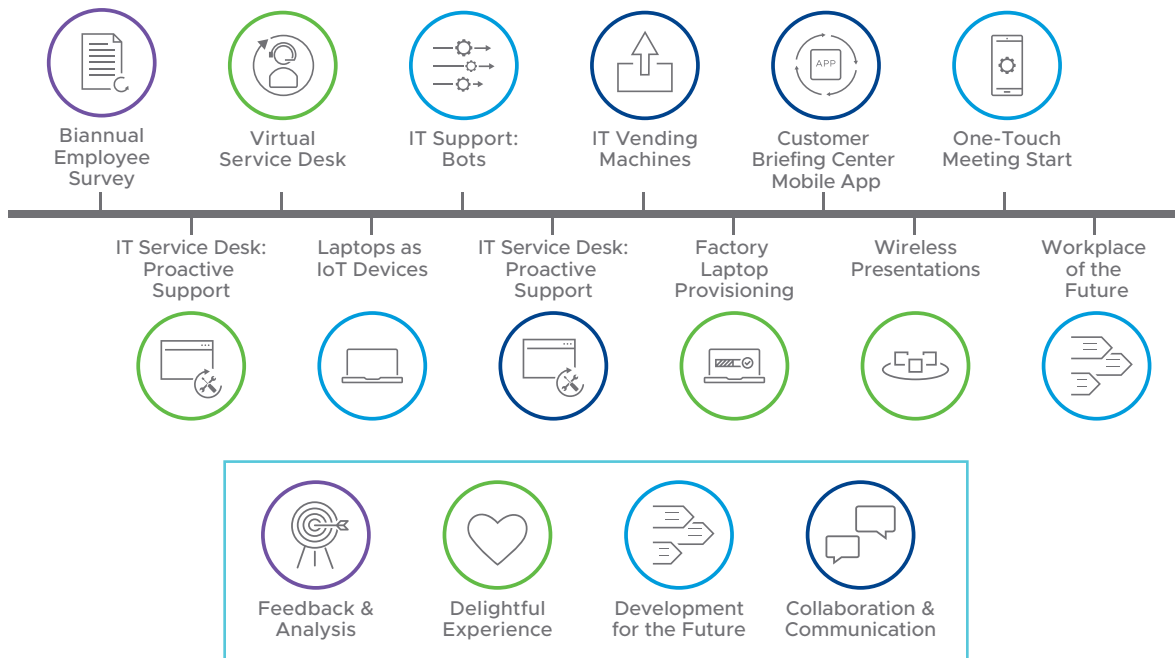 APP
Biannual
Employee
Survey
Virtual
Service Desk
IT Support:
Bots
IT Vending
Machines
Customer
Briefing Center
Mobile App
One-Touch
Meeting Start
IT Service Desk:
Proactive
Support
Laptops as
IoT Devices
IT Service Desk:
Proactive
Support
Factory
Laptop
Provisioning
Wireless
Presentations
Workplace
of the
Future
Feedback &
Analysis
Delightful
Experience
Development
for the Future
Collaboration &
Communication